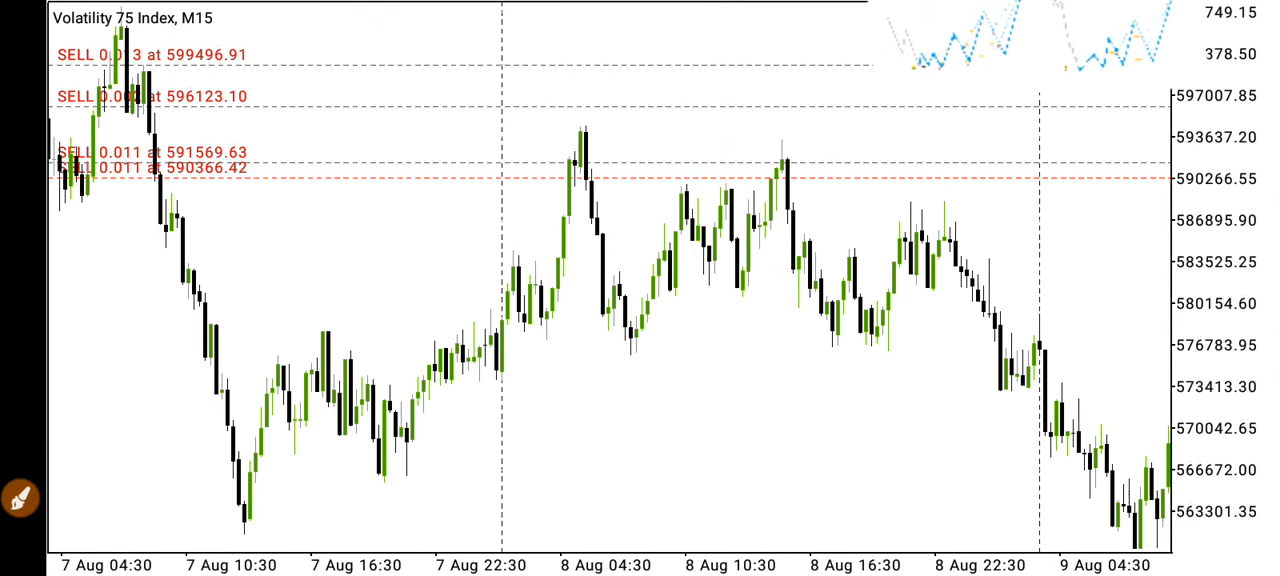 Volatility 75 Index, M15
SELL 0.013 at 599496.91
SELL 0.002 at 596123.10
SELL 0.011 at 591569.63
SELL 0.011 at 590366.42
749.15
378.50
597007.85
593637.20
590266.55
586895.90
583525.25
580154.60
576783.95
573413.30
570042.65
566672.00
563301.35
7 Aug 04:30 7 Aug 10:30 7 Aug 16:30 7 Aug 22:30 8 Aug 04:30 8 Aug 10:30 8 Aug 16:30 8 Aug 22:30 9 Aug 04:30